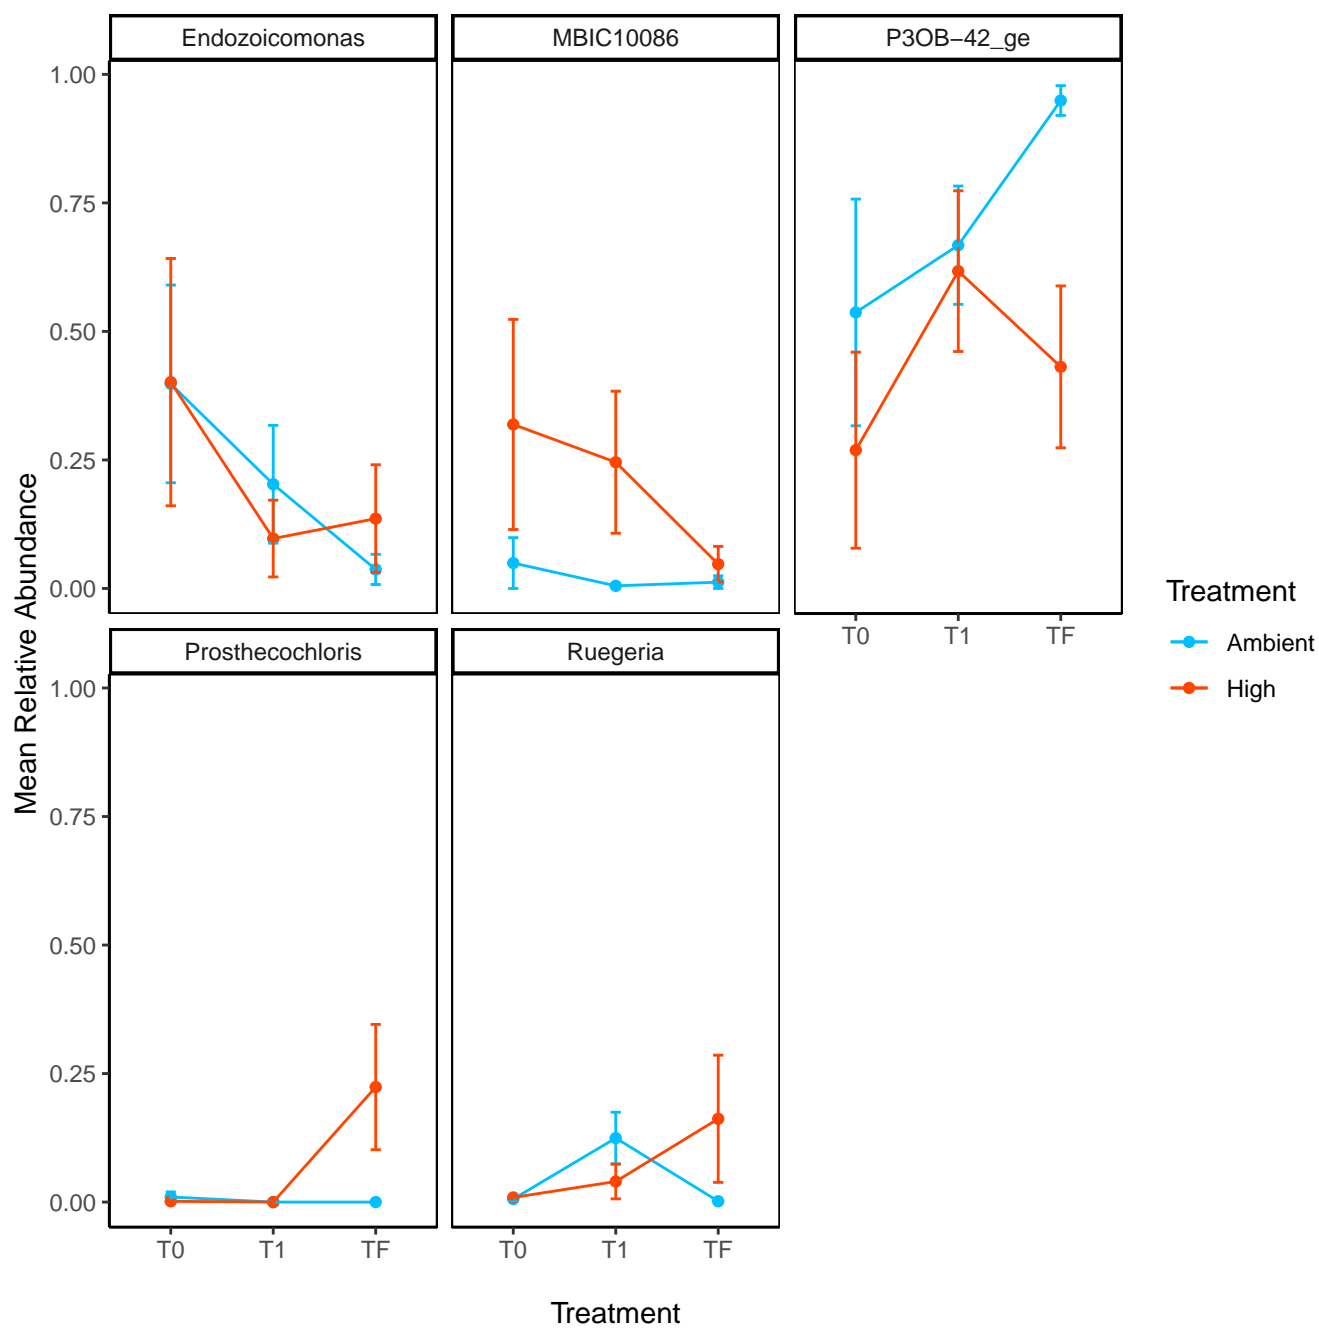 Endozoicomonas
MBIC10086
P3OB−42_ge
1.00
0.75
0.50
0.25
0.00
T0 T1 TF
Prosthecochloris
Ruegeria
1.00
0.75
0.50
0.25
0.00
T0 T1 TF
T0 T1 TF
Mean Relative Abundance
Treatment
Treatment
Ambient
High